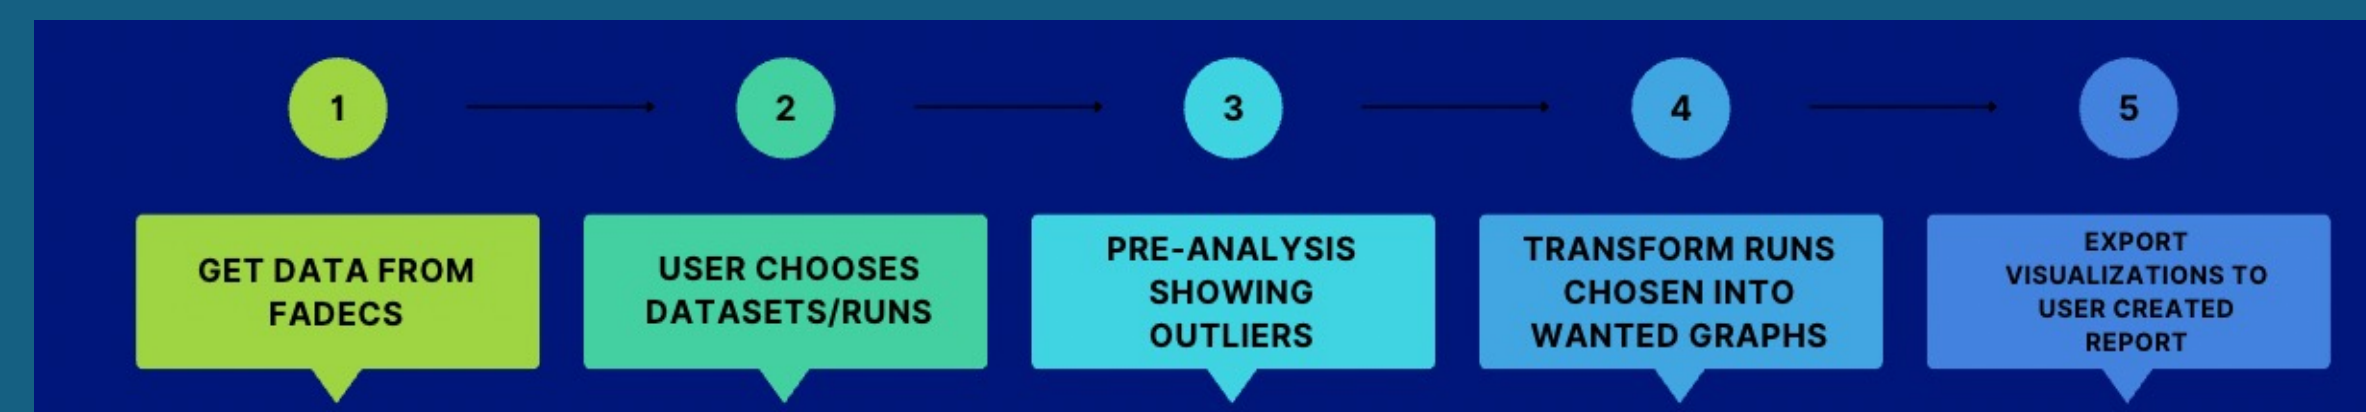 1
2
3
4
5
GET DATA FROM
FADECS
USER CHOOSES
DATASETS/RUNS
PRE-ANALYSIS
SHOWING
OUTLIERS
TRANSFORM RUNS
CHOSEN INTO
WANTED GRAPHS
EXPORT
VISUALIZATIONS TO
USER CREATED
REPORT